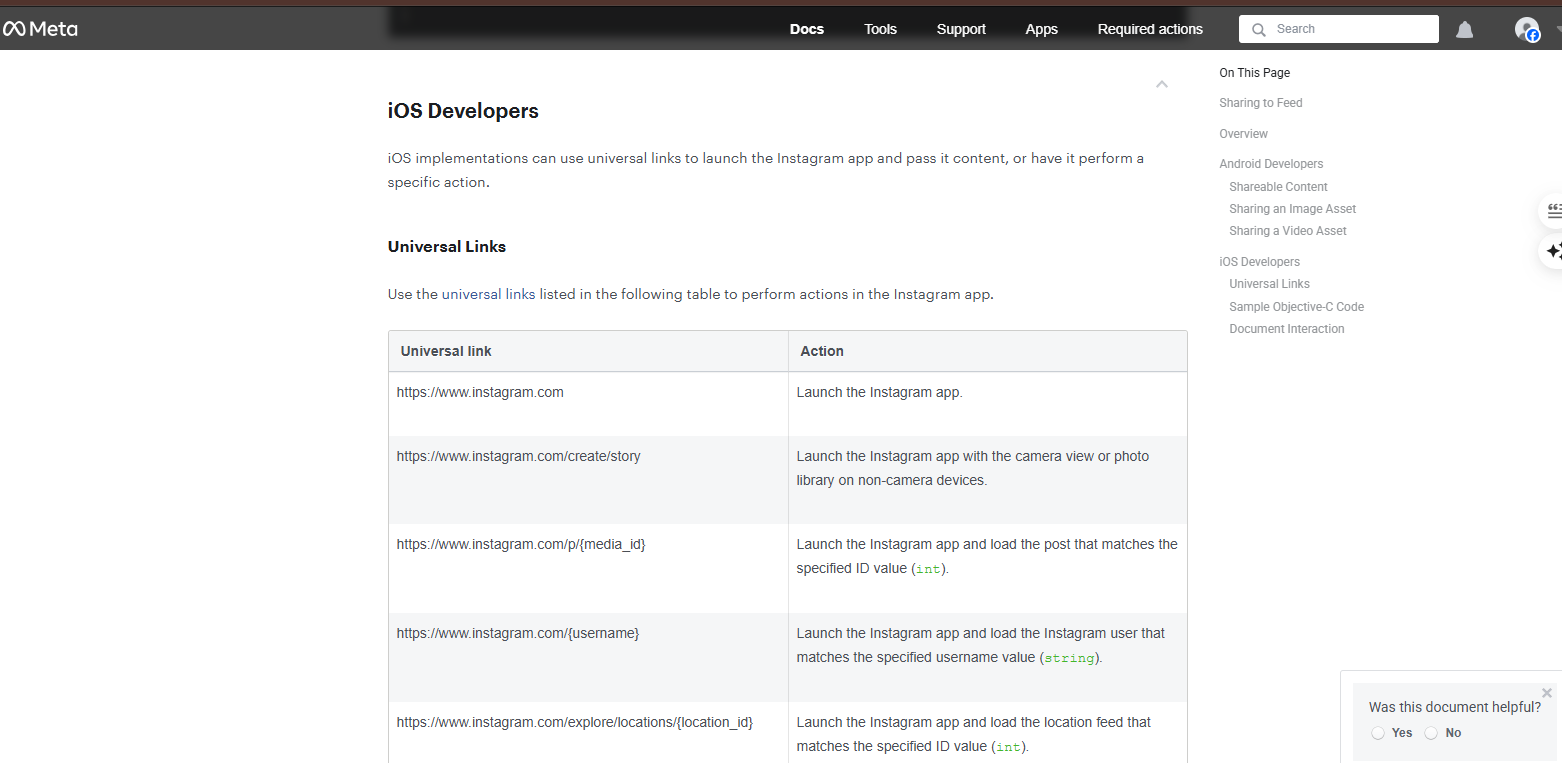 Meta
Docs
Tools
Support
Apps
Required actions
Search
iOS Developers
iOS implementations can use universal links to launch the Instagram app and pass it content, or have it perform a
specific action.
Universal Links
Use the universal links listed in the following table to perform actions in the Instagram app.
Universal link
Action
https://www.instagram.com
Launch the Instagram app.
https://www.instagram.com/create/story
Launch the Instagram app with the camera view or photo
library on non-camera devices.
https://www.instagram.com/p/{media_id}
Launch the Instagram app and load the post that matches the
specified ID value (int).
https://www.instagram.com/{username}
Launch the Instagram app and load the Instagram user that
matches the specified username value (string).
https://www.instagram.com/explore/locations/{location_id}
Launch the Instagram app and load the location feed that
matches the specified ID value (int).
On This Page
Sharing to Feed
Overview
Android Developers
Shareable Content
Sharing an Image Asset
Sharing a Video Asset
iOS Developers
Universal Links
Sample Objective-C Code
Document Interaction
Was this document helpful?
Yes
No